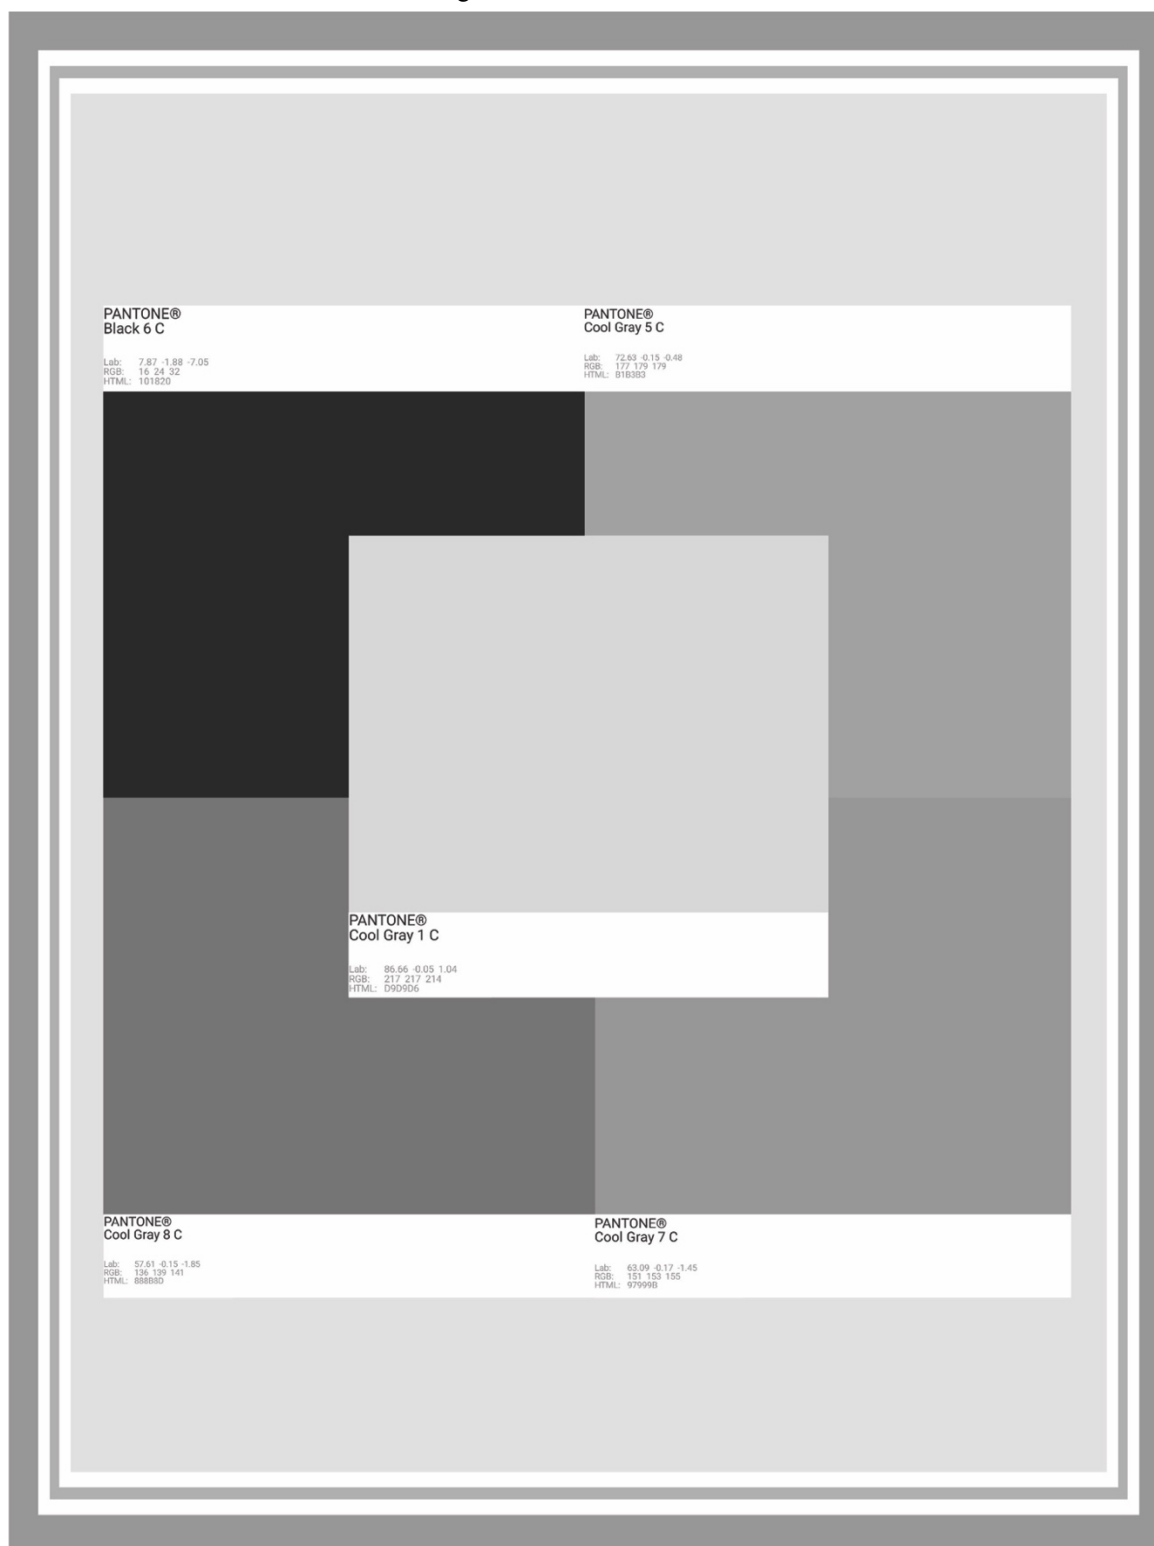 PANTONE®
Black 6 C
Lab: 7.87 -1.88 -7.05
RGB: 16 24 32
HTML: 101820
PANTONE®
Cool Gray 5 C
Lab: 72.63 -0.15 -0.48
RGB: 177 179 179
HTML: B1B3B3
PANTONE®
Cool Gray 1 C
Lab: 86.66 -0.05 1.04
RGB: 217 217 214
HTML: D9D9D6
PANTONE®
Cool Gray 8 C
Lab: 57.61 -0.15 -1.85
RGB: 136 139 141
HTML: 888B8D
PANTONE®
Cool Gray 7 C
Lab: 63.09 -0.17 -1.45
RGB: 151 153 155
HTML: 97999B